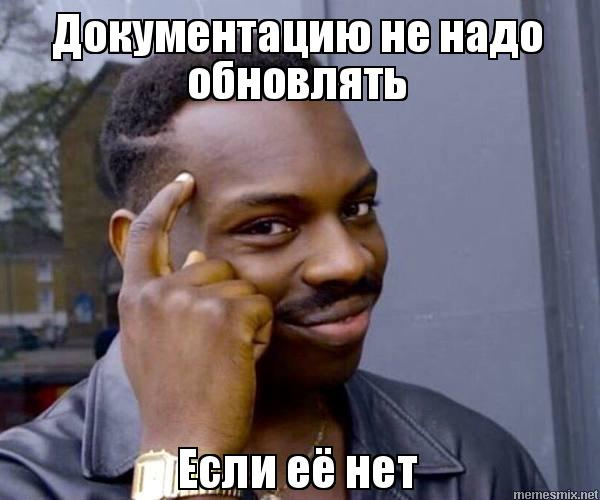 Документацию не надо
обновлять
Если её нет
memesmix.net